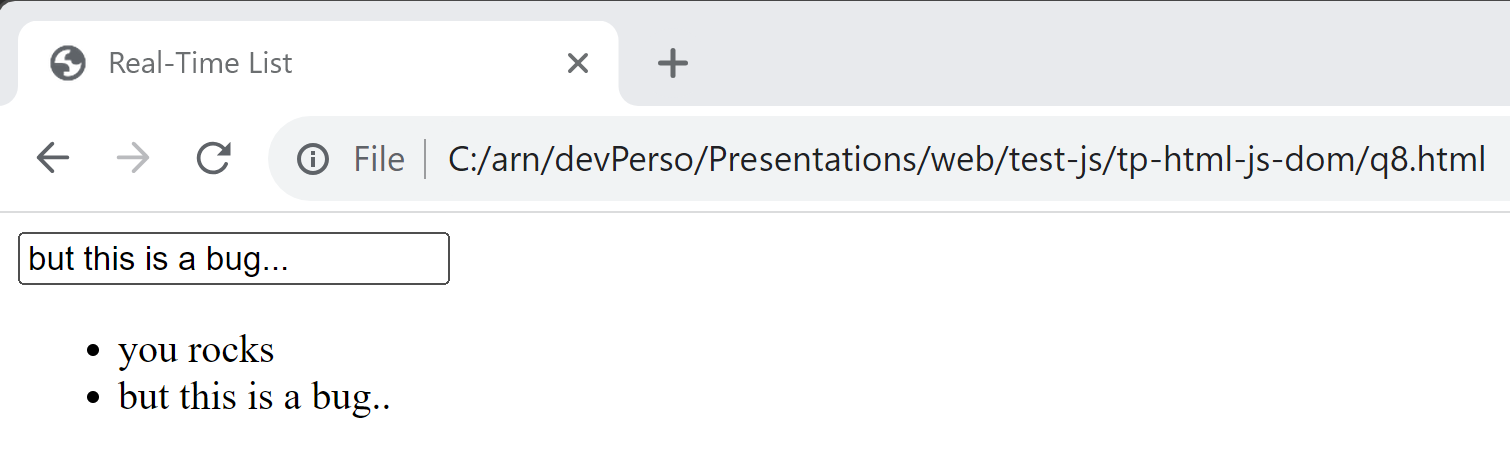 Real-Time List
File C:/arn/devPerso/Presentations/web/test-js/tp-html-js-dom/q8.html
but this is a bug...
you rocks
but this is a bug..